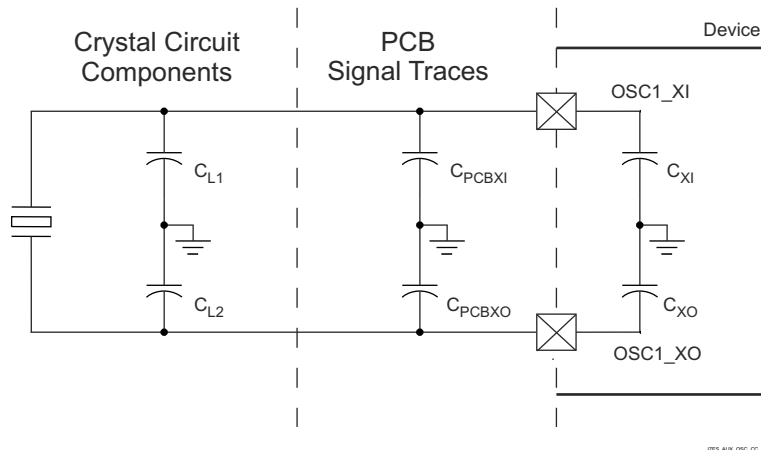 Crystal Circuit
Components
PCB
Signal Traces
Device
OSC1_XI
C_L1
C_PCBXI
C_XI
C_L2
C_PCBXO
C_XO
OSC1_XO